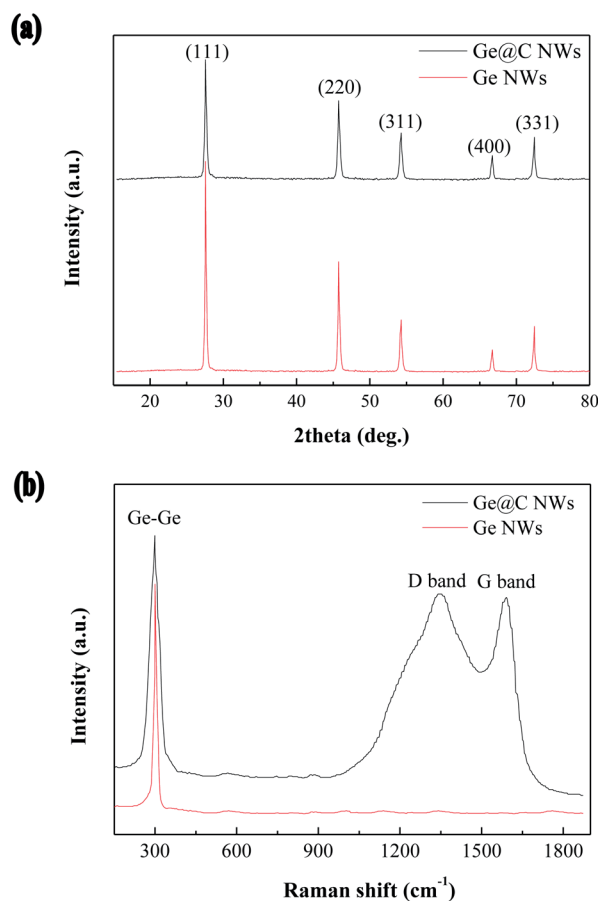 (a)
(111)
Ge@C NWs
Ge NWs
(220)
(311)
(400)
(331)
Intensity (a.u.)
20 30 40 50 60 70 80
2theta (deg.)
(b)
Ge@C NWs
Ge NWs
Ge-Ge
D band G band
Intensity (a.u.)
300 600 900 1200 1500 1800
Raman shift (cm⁻¹)